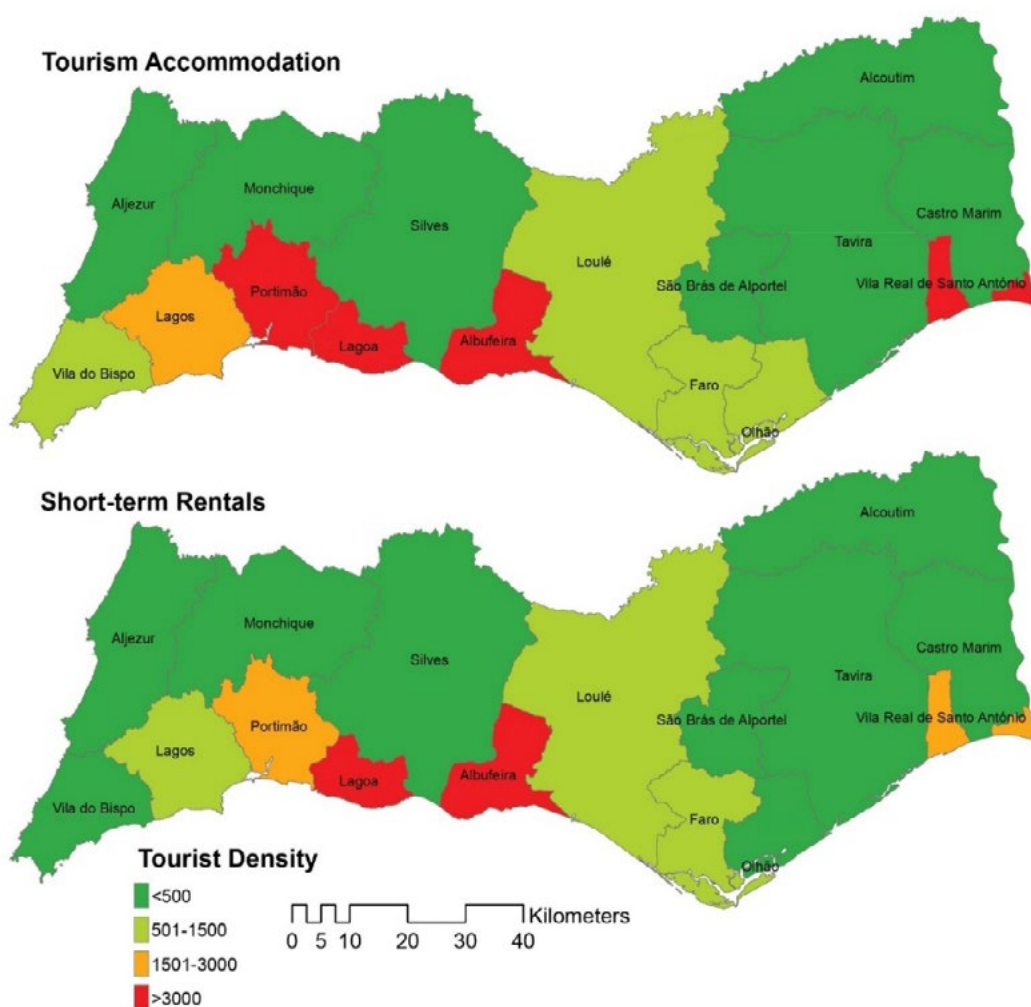 Tourism Accommodation
Alcoutim
Monchique
Aljezur
Castro Marim
Silves
Tavira
Loulé
Vila Real de Santo António
São Brás de Alportel
Portimão
Lagos
Albufeira
Lagoa
Vila do Bispo
Faro
Olhão
Short-term Rentals
Alcoutim
Monchique
Aljezur
Castro Marim
Silves
Tavira
Loulé
Vila Real de Santo António
São Brás de Alportel
Portimão
Lagos
Albufeira
Lagoa
Vila do Bispo
Faro
Olhão
Tourist Density
<500
501-1500
1501-3000
>3000
Kilometers
0 5 10 20 30 40